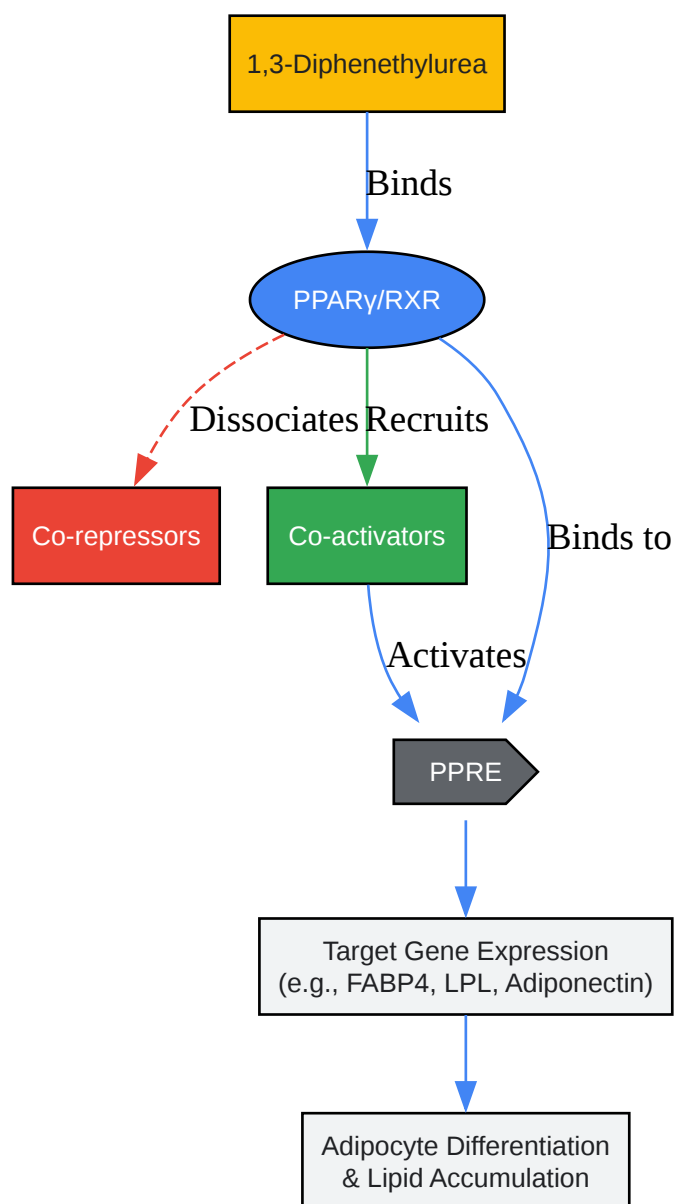 1,3-Diphenethylurea
Binds
PPARγ/RXR
Dissociates
Recruits
Co-repressors
Co-activators
Binds to
Activates
PPRE
Target Gene Expression
(e.g., FABP4, LPL, Adiponectin)
Adipocyte Differentiation
& Lipid Accumulation